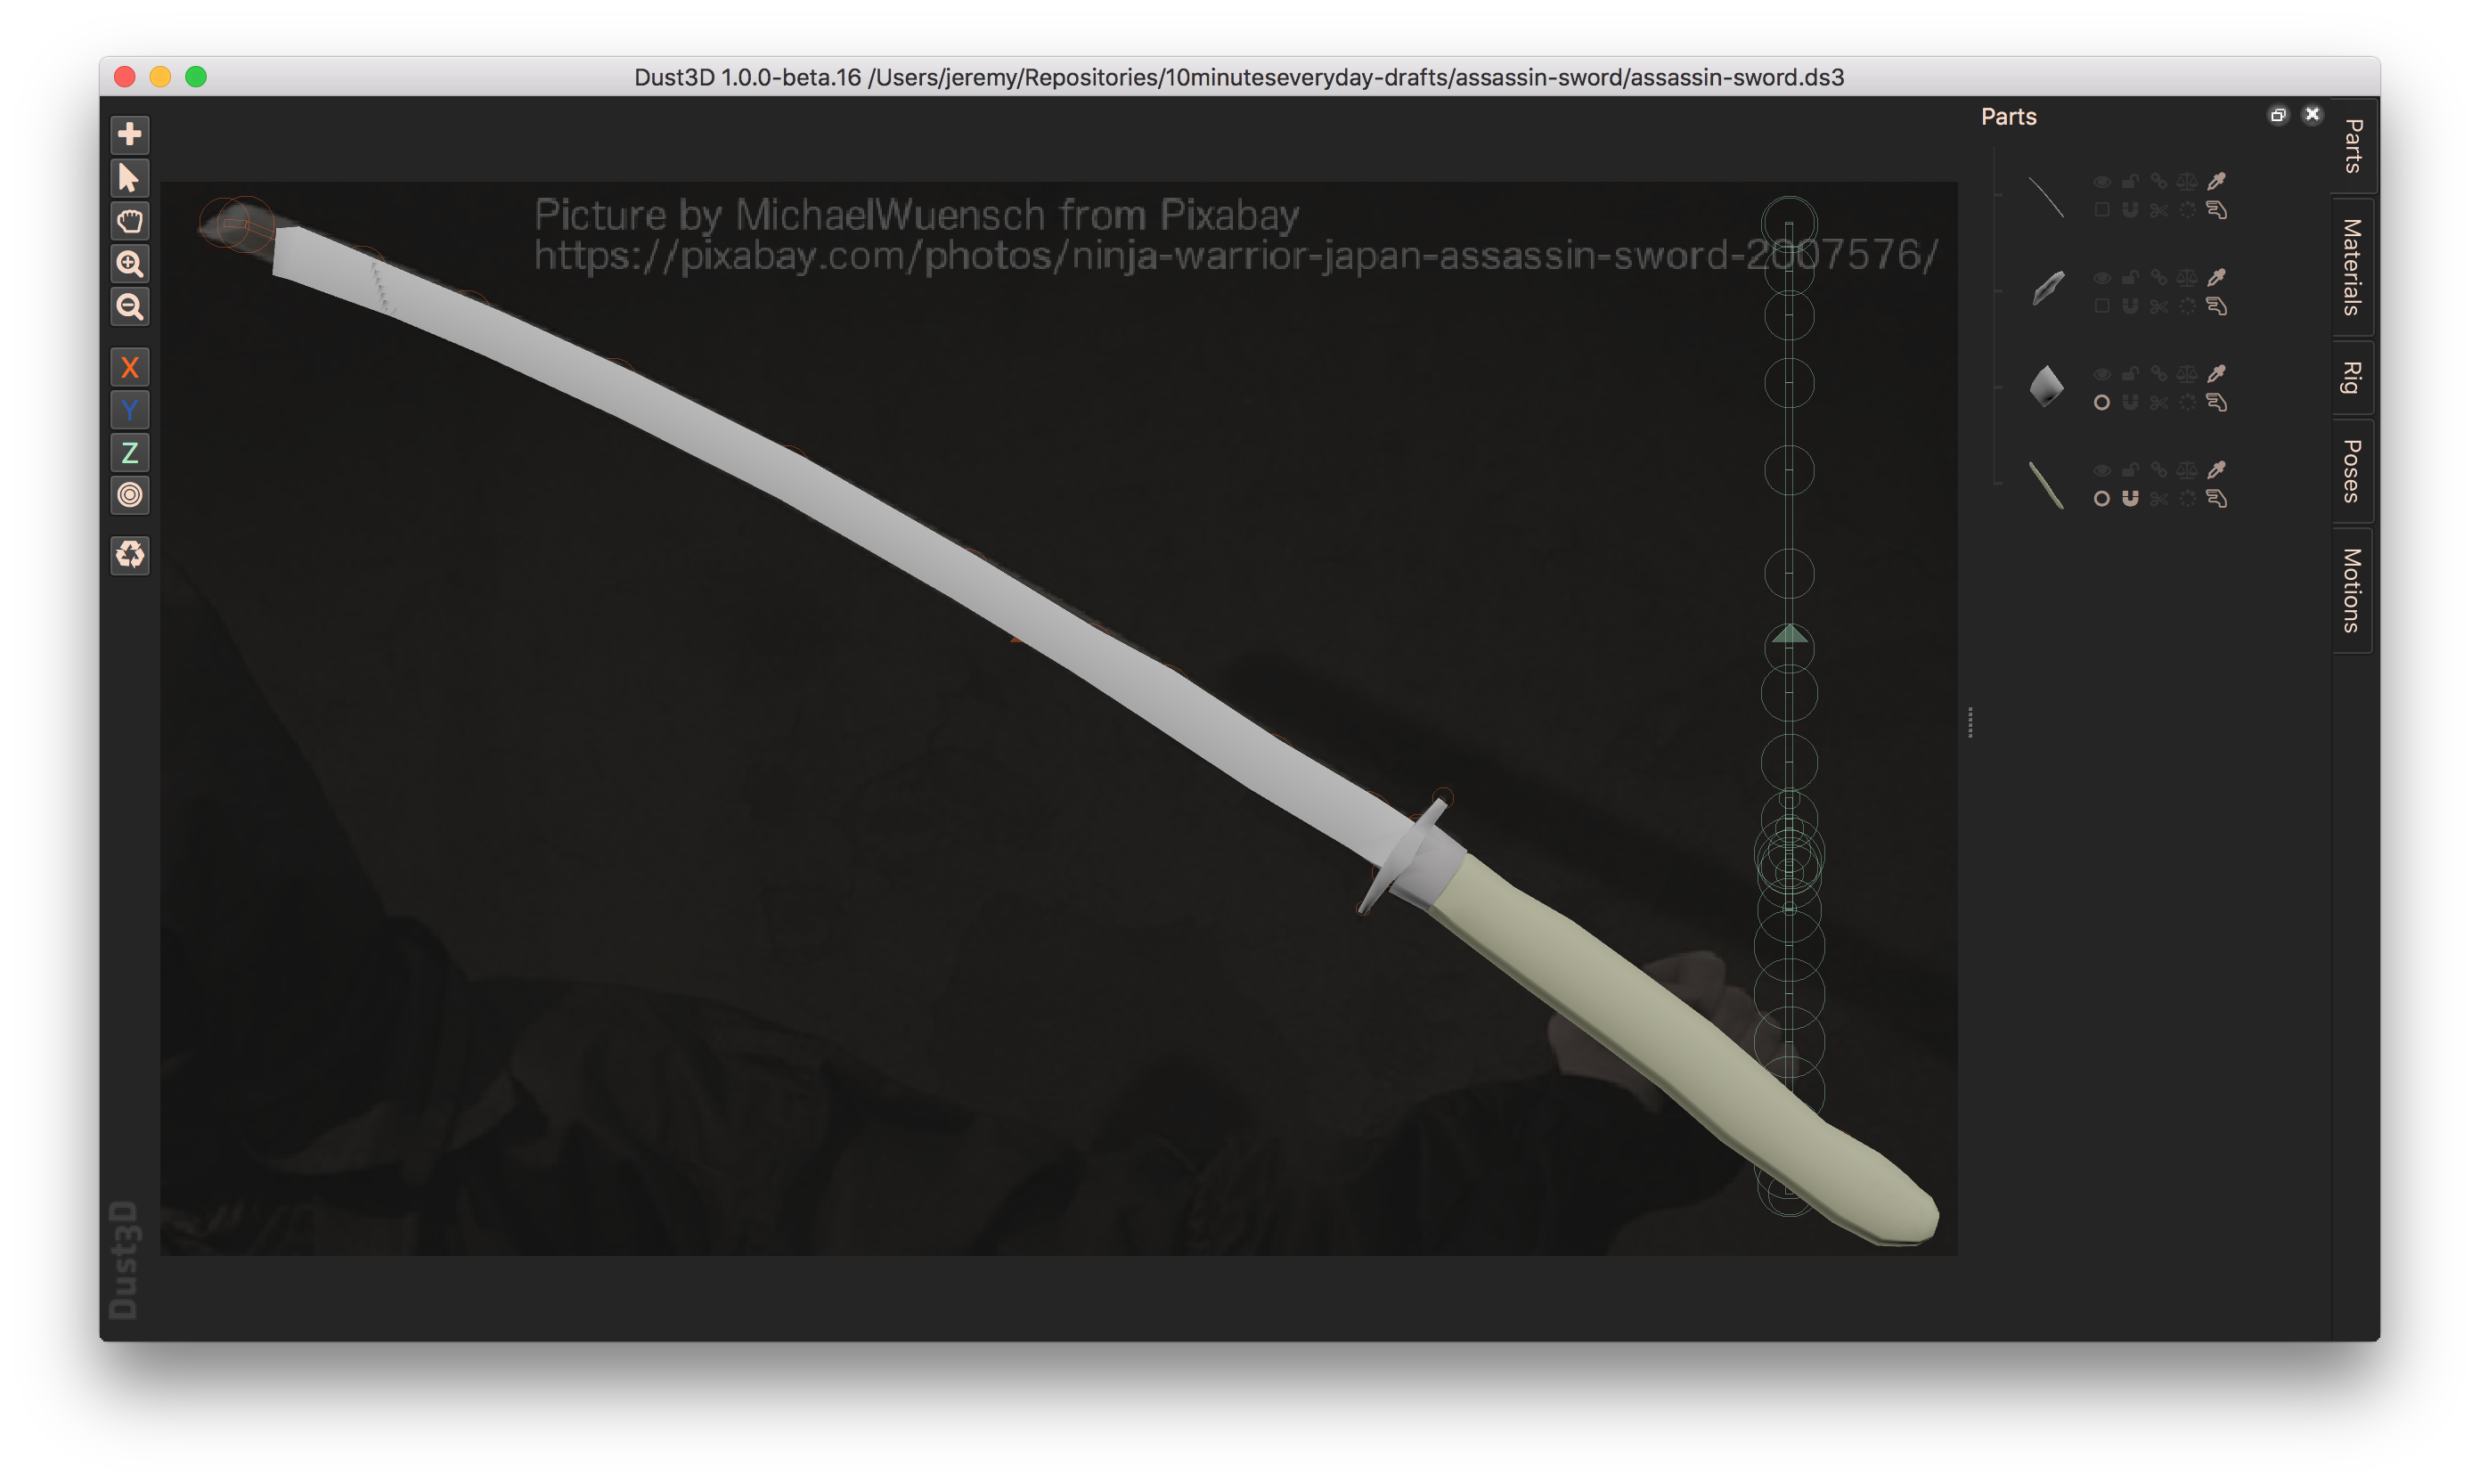 Dust3D 1.0.0-beta.16 /Users/jeremy/Repositories/10minuteseveryday-drafts/assassin-sword/assassin-sword.ds3
Parts
Picture by MichaelWuensch from Pixabay
https://pixabay.com/photos/ninja-warrior-japan-assassin-sword-2007576/
X
Y
Z
Dust3D
Parts
Materials
Rig
Poses
Motions